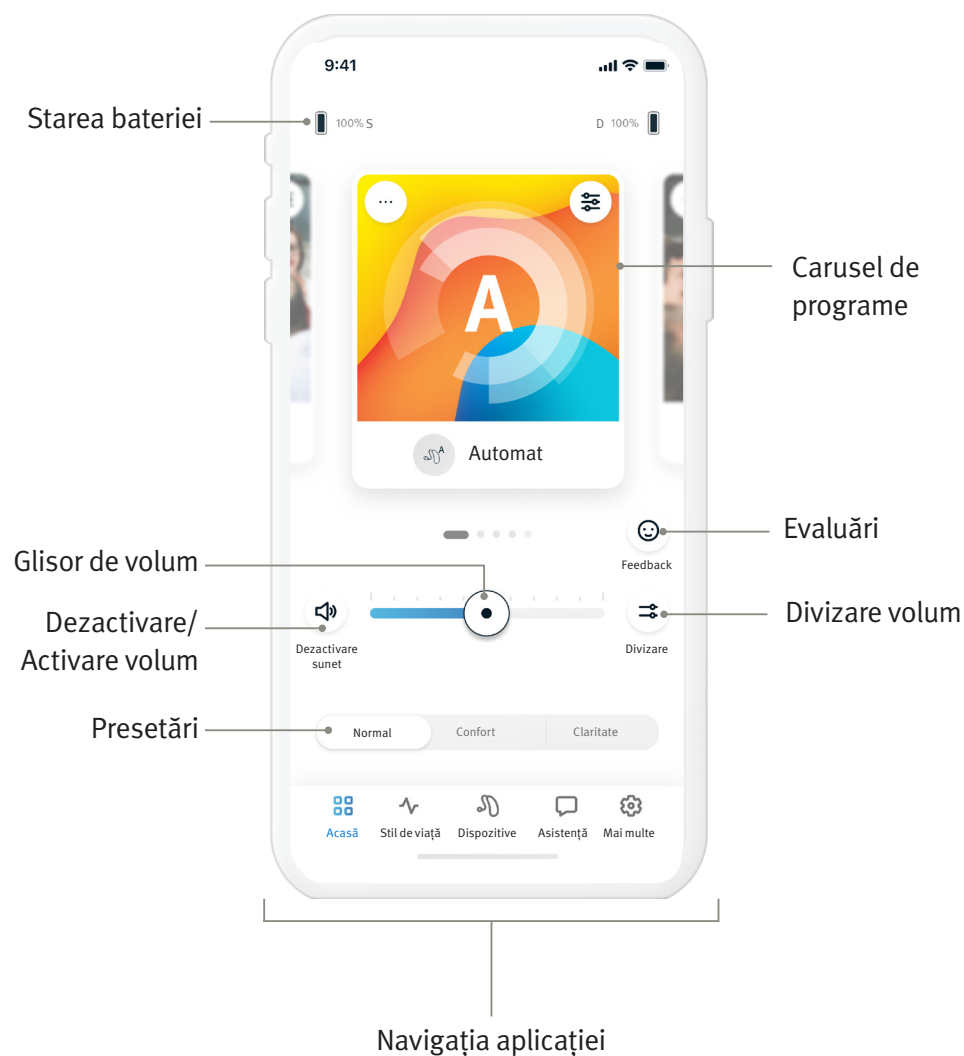 9:41
Starea bateriei
100% S
D 100%
...
A
Carusel de
programe
A
Automat
Evaluări
Feedback
Glisor de volum
Dezactivare/
Activare volum
Dezactivare
sunet
Divizare
Divizare volum
Presetări
Normal
Confort
Claritate
Acasă
Stil de viață
Dispozitive
Asistență
Mai multe
Navigația aplicației